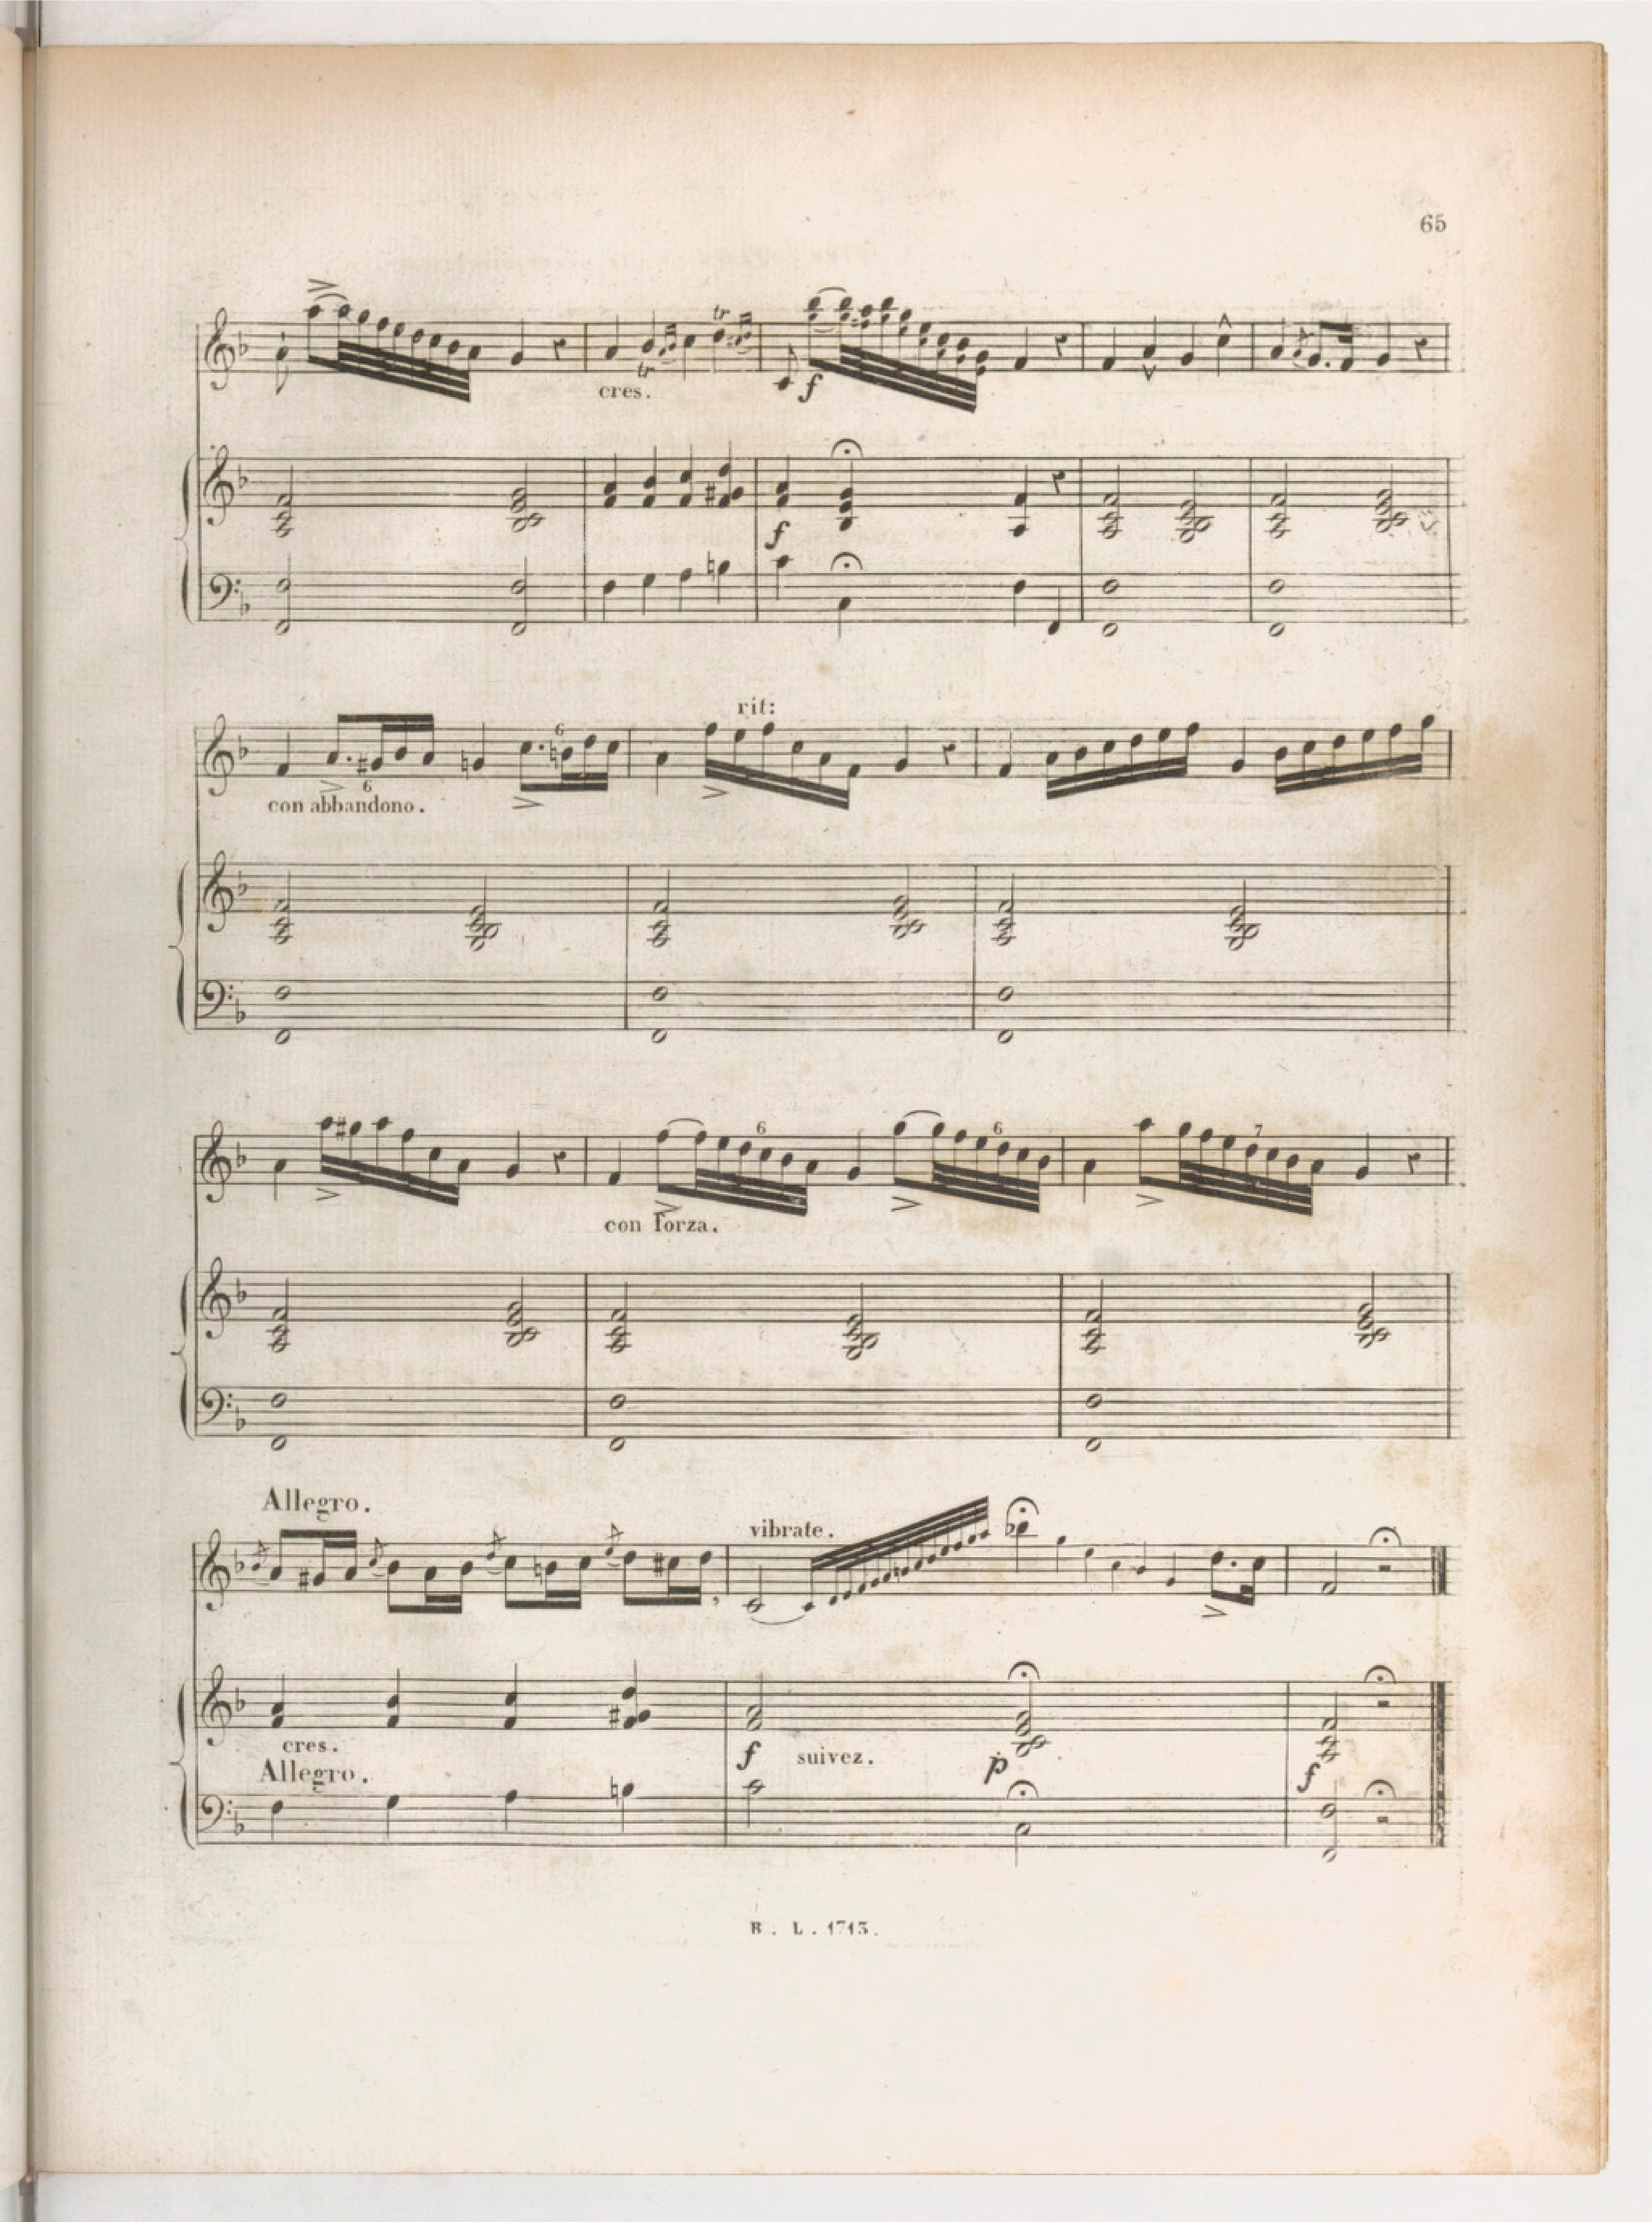 65
tr
tr
cres.
f
f
rit:
6
6
con abbandono.
6
6
7
con forza.
Allegro.
vibrate.
cres.
f suivez. p f
Allegro.
B. L. 1713.